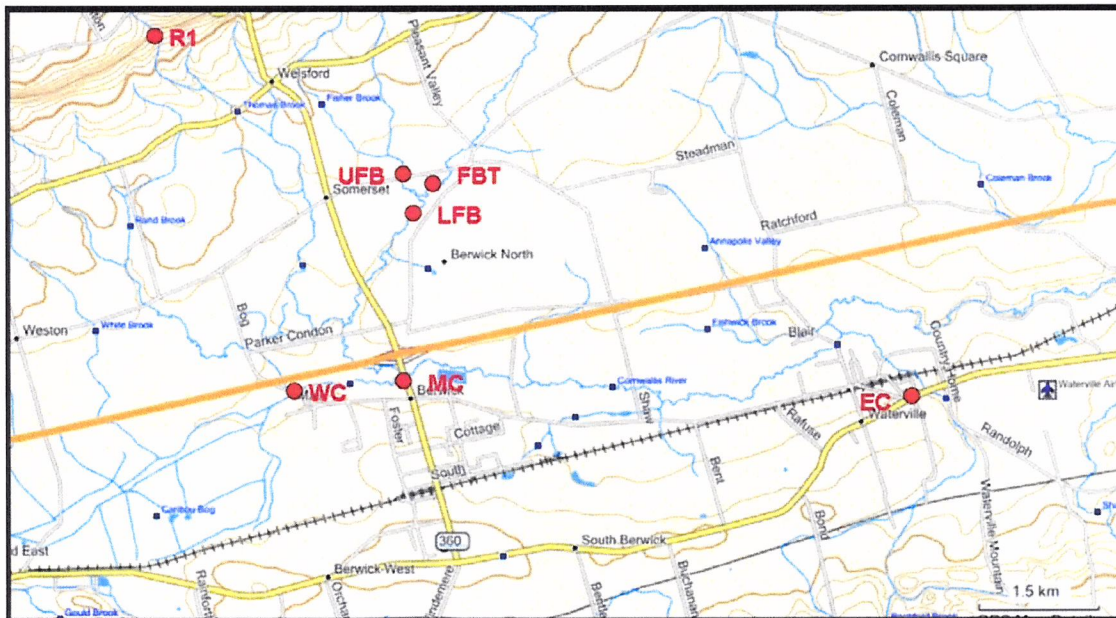 R1
Welsford
Thomas Brook
Fisher Brook
Pleasant Valley
Cornwallis Square
Coleman
Steadman
Coleman Brook
UFB
FBT
Somerset
LFB
Rand Brook
Ratchford
Annapolis Valley
Berwick North
Bog
Weston
White Brook
Parker Condon
Fishwick Brook
Blair
Country Home
WC
MC
Berwick
Cornwallis River
Shaw
EC
Waterville
Waterville Air
Foster
Cottage
Rafuse
Randolph
South
Bent
Caribou Bog
Bond
Waterville Mountain
360
South Berwick
d East
Berwick-West
Rainforth
Orchar
Buchanan
1.5 km
Gould Brook